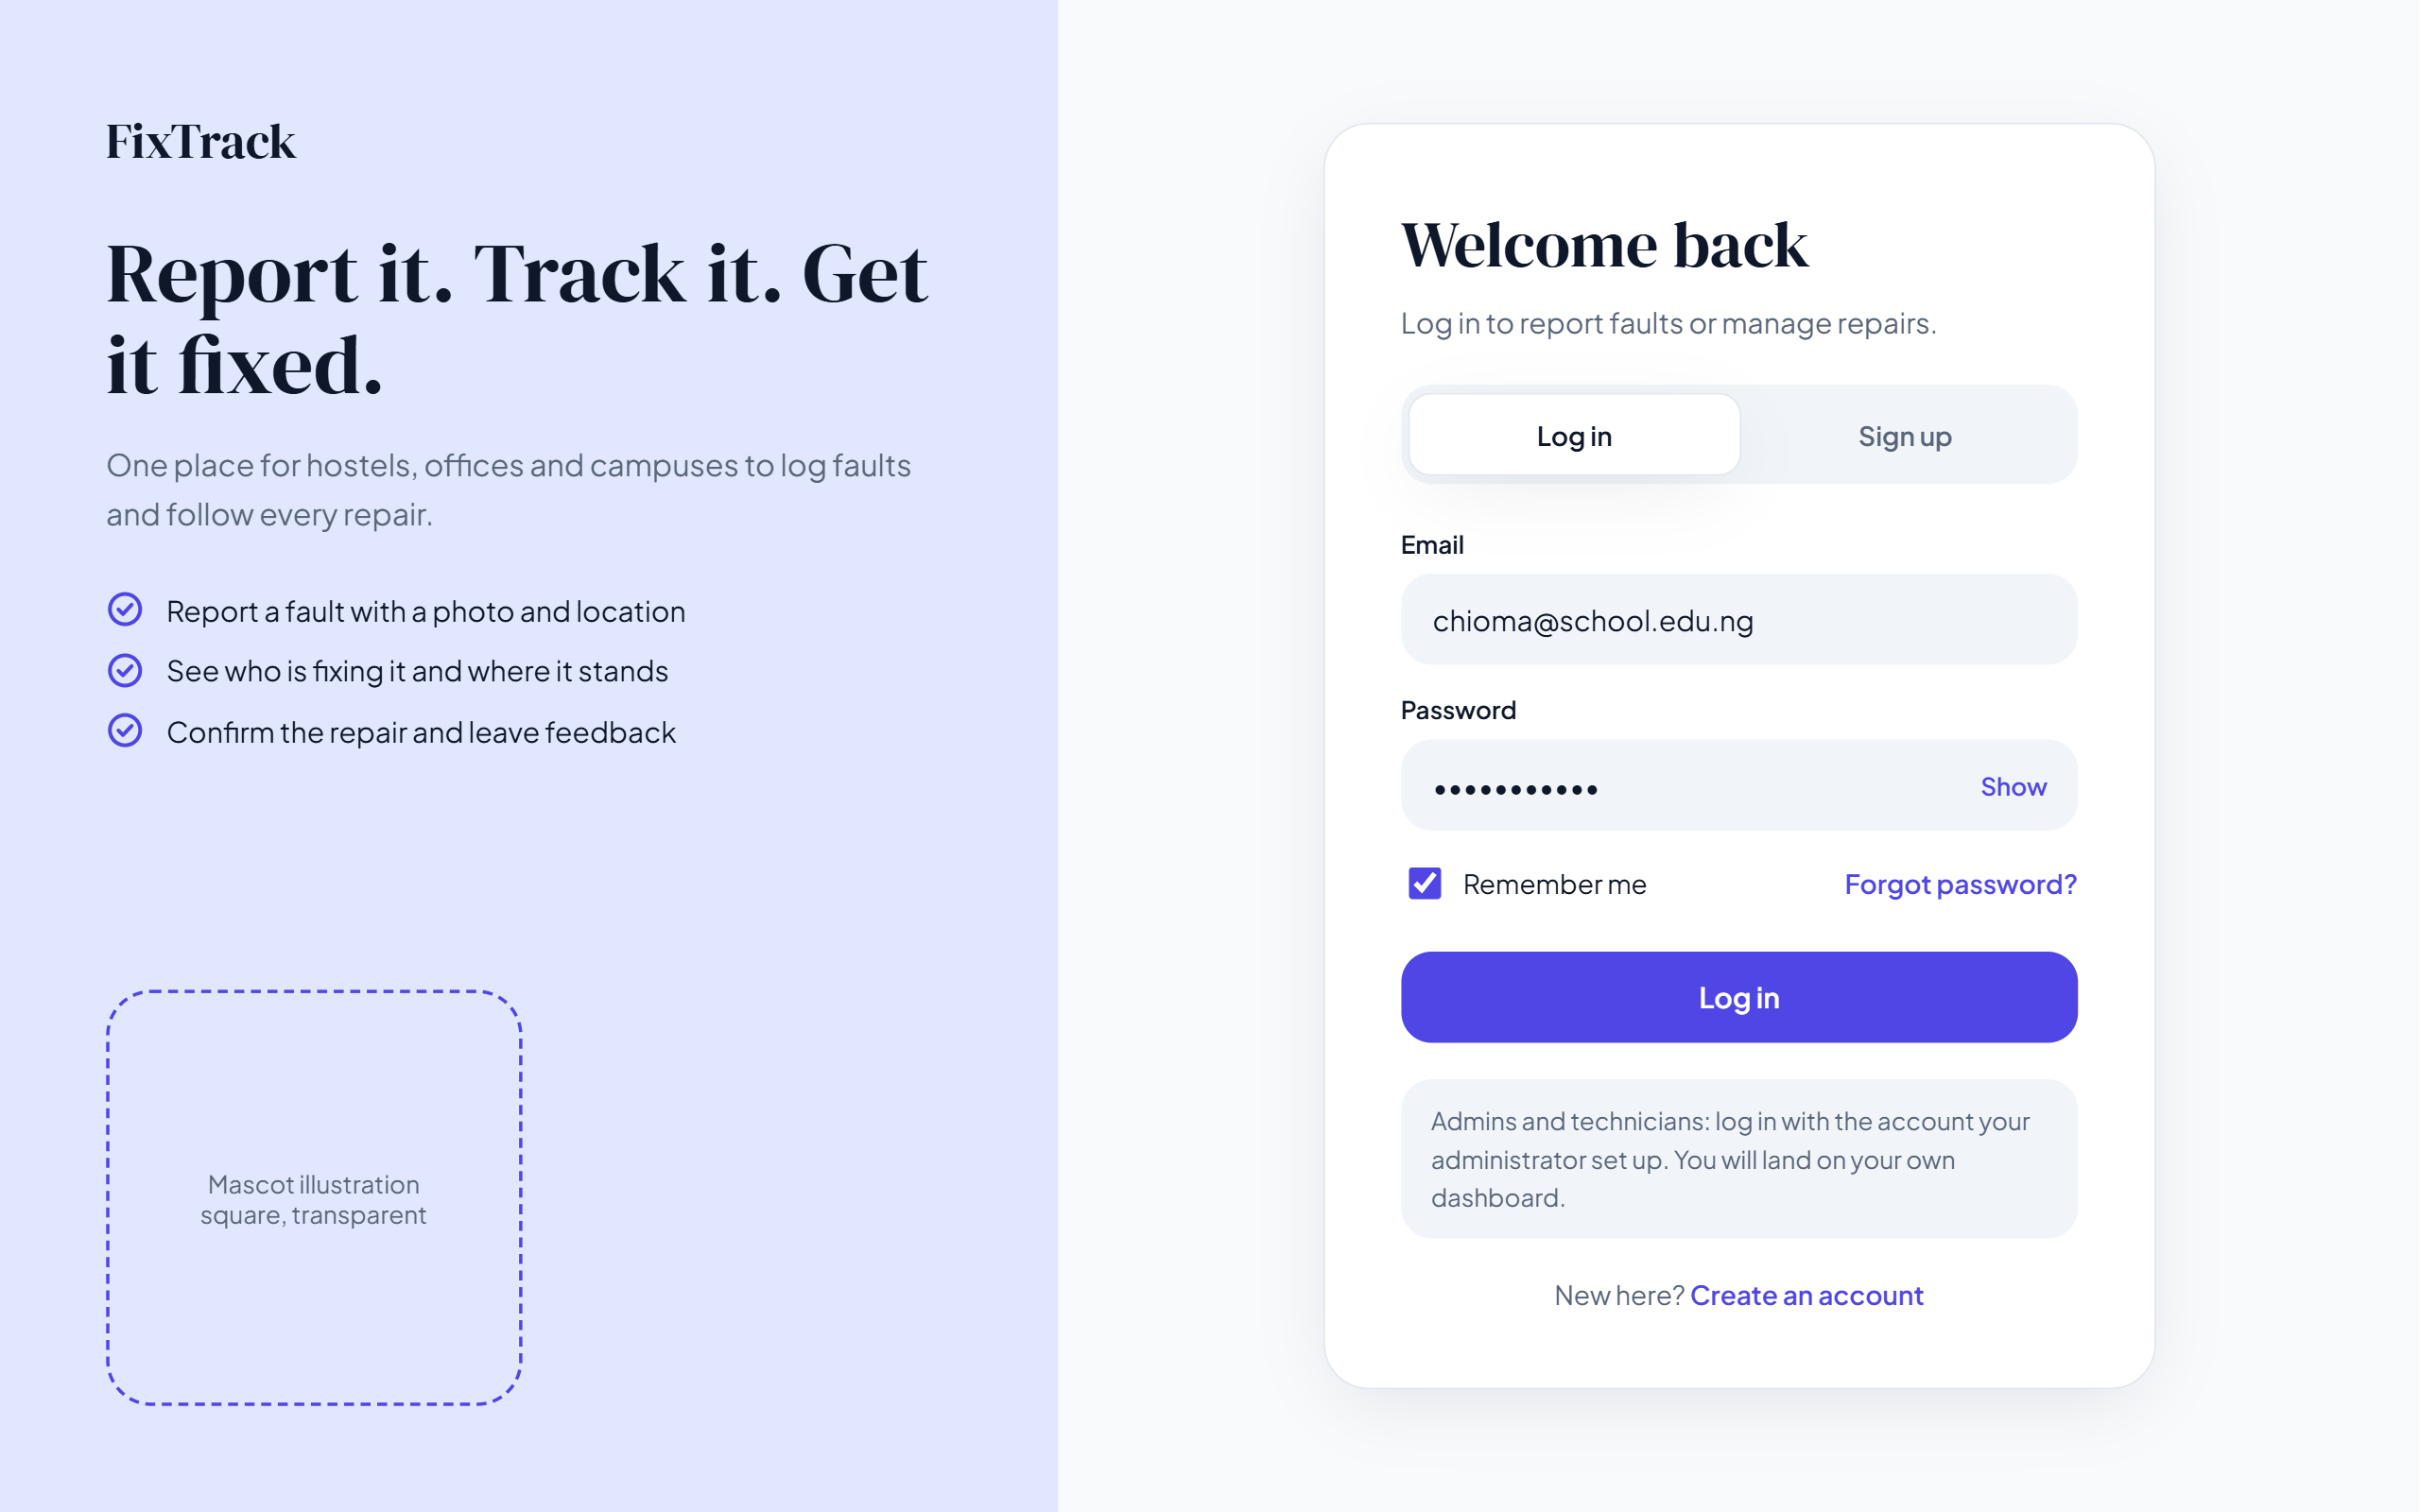 FixTrack
Report it. Track it. Get
it fixed.
One place for hostels, offices and campuses to log faults
and follow every repair.
Report a fault with a photo and location
See who is fixing it and where it stands
Confirm the repair and leave feedback
Mascot illustration
square, transparent
Welcome back
Log in to report faults or manage repairs.
Log in
Sign up
Email
chioma@school.edu.ng
Password
•••••••••••
Show
Remember me
Forgot password?
Log in
Admins and technicians: log in with the account your
administrator set up. You will land on your own
dashboard.
New here? Create an account